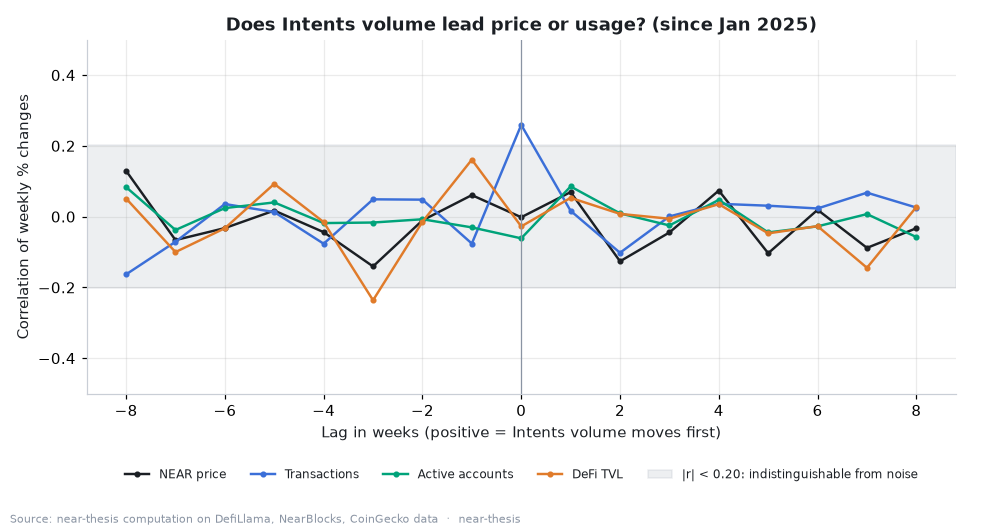 Does Intents volume lead price or usage? (since Jan 2025)
Correlation of weekly % changes
0.4
0.2
0.0
−0.2
−0.4
−8
−6
−4
−2
0
2
4
6
8
Lag in weeks (positive = Intents volume moves first)
NEAR price
Transactions
Active accounts
DeFi TVL
|r| < 0.20: indistinguishable from noise
Source: near-thesis computation on DefiLlama, NearBlocks, CoinGecko data · near-thesis